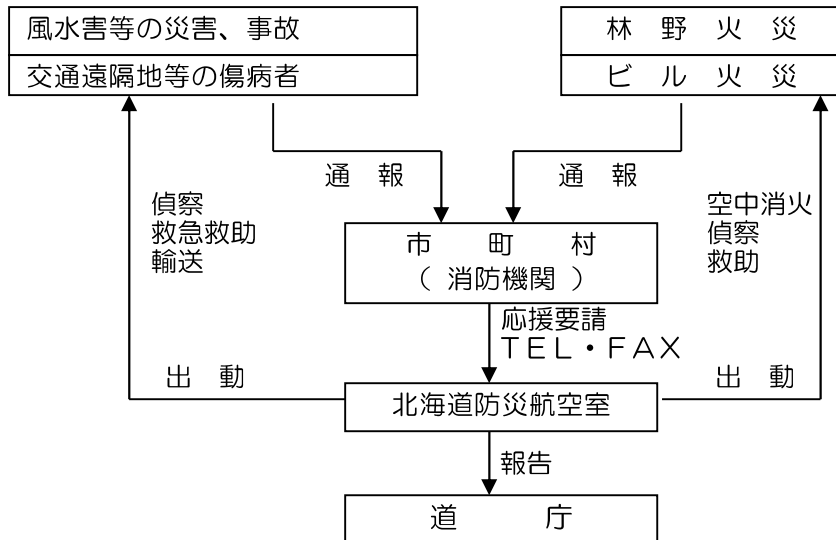 風水害等の災害、事故
交通遠隔地等の傷病者
林　野　火　災
ビ　ル　火　災
通　報
通　報
偵察
救急救助
輸送
空中消火
偵察
救助
市　　町　　村
（ 消防機関 ）
応援要請
ＴＥＬ・ＦＡＸ
出　動
出　動
北海道防災航空室
報告
道　　　庁